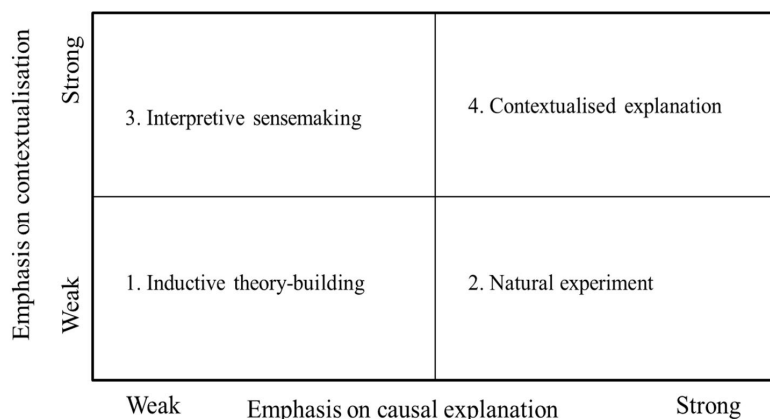 Emphasis on contextualisation
Strong
Weak
3. Interpretive sensemaking
4. Contextualised explanation
1. Inductive theory-building
2. Natural experiment
Weak
Emphasis on causal explanation
Strong